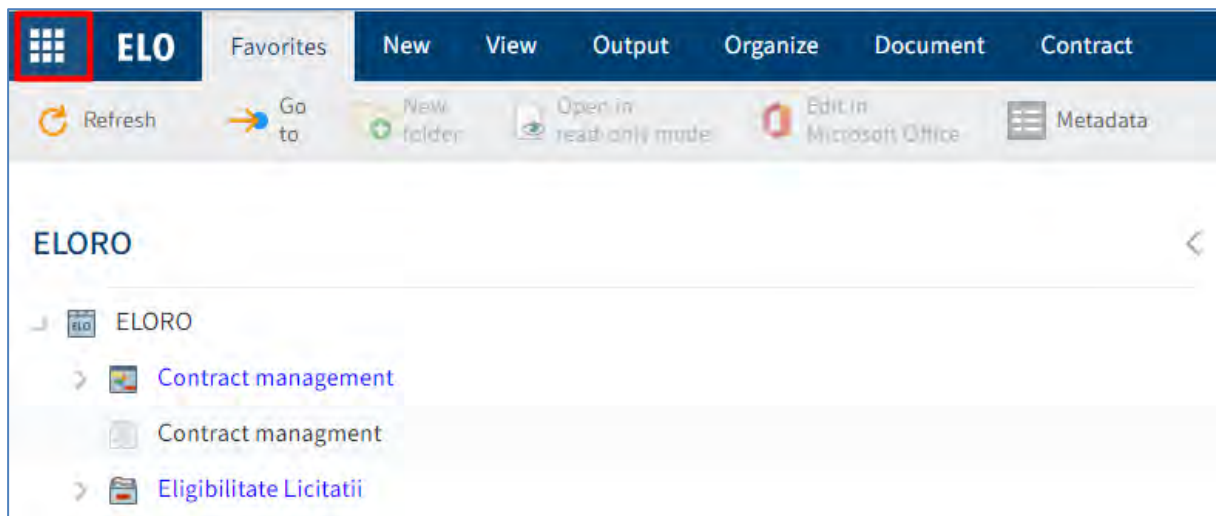 ELO Favorites New View Output Organize Document Contract
Refresh
Go
to
New
folder
Open in
read-only mode
Edit in
Microsoft Office
Metadata
ELORO
ELO ELORO
Contract management
Contract managment
Eligibilitate Licitatii